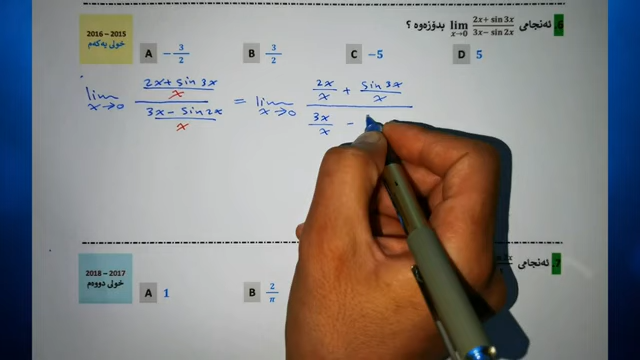 6. ئەنجامی lim x→0 (2x + sin 3x)/(3x − sin 2x) بدۆزەوە ؟
2016 – 2015
خولی یەکەم
A − 3/2 B 3/2 C −5 D 5
lim x→0 ((2x + sin 3x)/x)/((3x − sin 2x)/x) = lim x→0 (2x/x + sin 3x/x)/(3x/x −
7. ئەنجامی
2018 – 2017
خولی دووەم
A 1 B 2/π